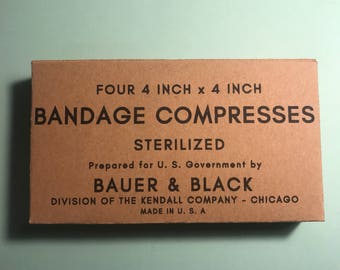 FOUR 4 INCH x 4 INCH
BANDAGE COMPRESSES
STERILIZED
Prepared for U. S. Government by
BAUER & BLACK
DIVISION OF THE KENDALL COMPANY - CHICAGO
MADE IN U. S. A